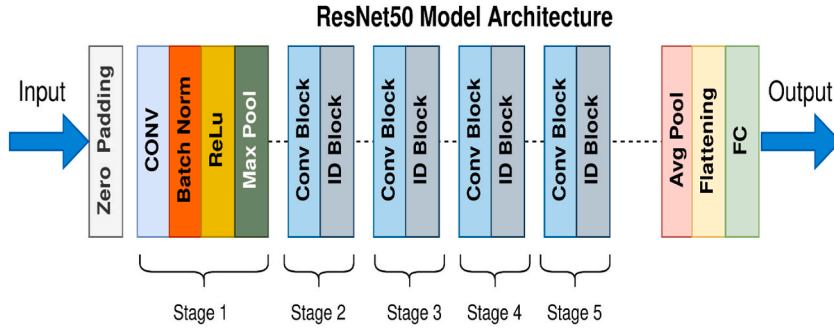 ResNet50 Model Architecture
Input
Zero Padding
CONV
Batch Norm
ReLu
Max Pool
Conv Block
ID Block
Conv Block
ID Block
Conv Block
ID Block
Conv Block
ID Block
Avg Pool
Flattening
FC
Output
Stage 1
Stage 2
Stage 3
Stage 4
Stage 5